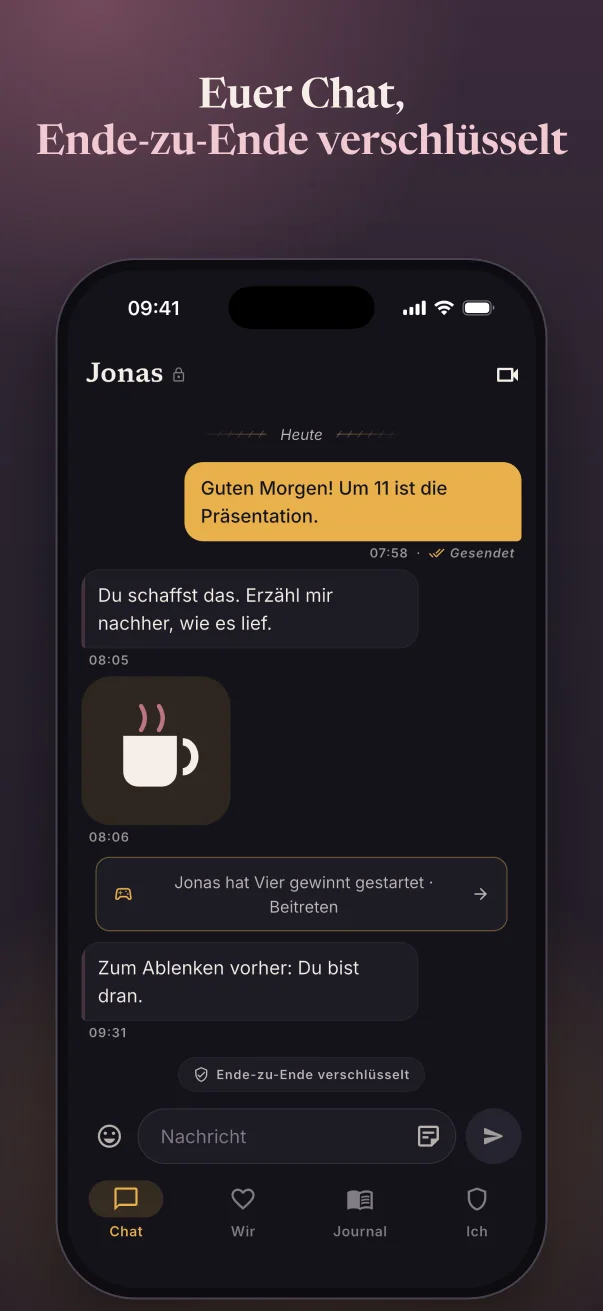 Euer Chat,
Ende-zu-Ende verschlüsselt
09:41
Jonas
Heute
Guten Morgen! Um 11 ist die
Präsentation.
07:58 · Gesendet
Du schaffst das. Erzähl mir
nachher, wie es lief.
08:05
08:06
Jonas hat Vier gewinnt gestartet ·
Beitreten
Zum Ablenken vorher: Du bist
dran.
09:31
Ende-zu-Ende verschlüsselt
Nachricht
Chat
Wir
Journal
Ich